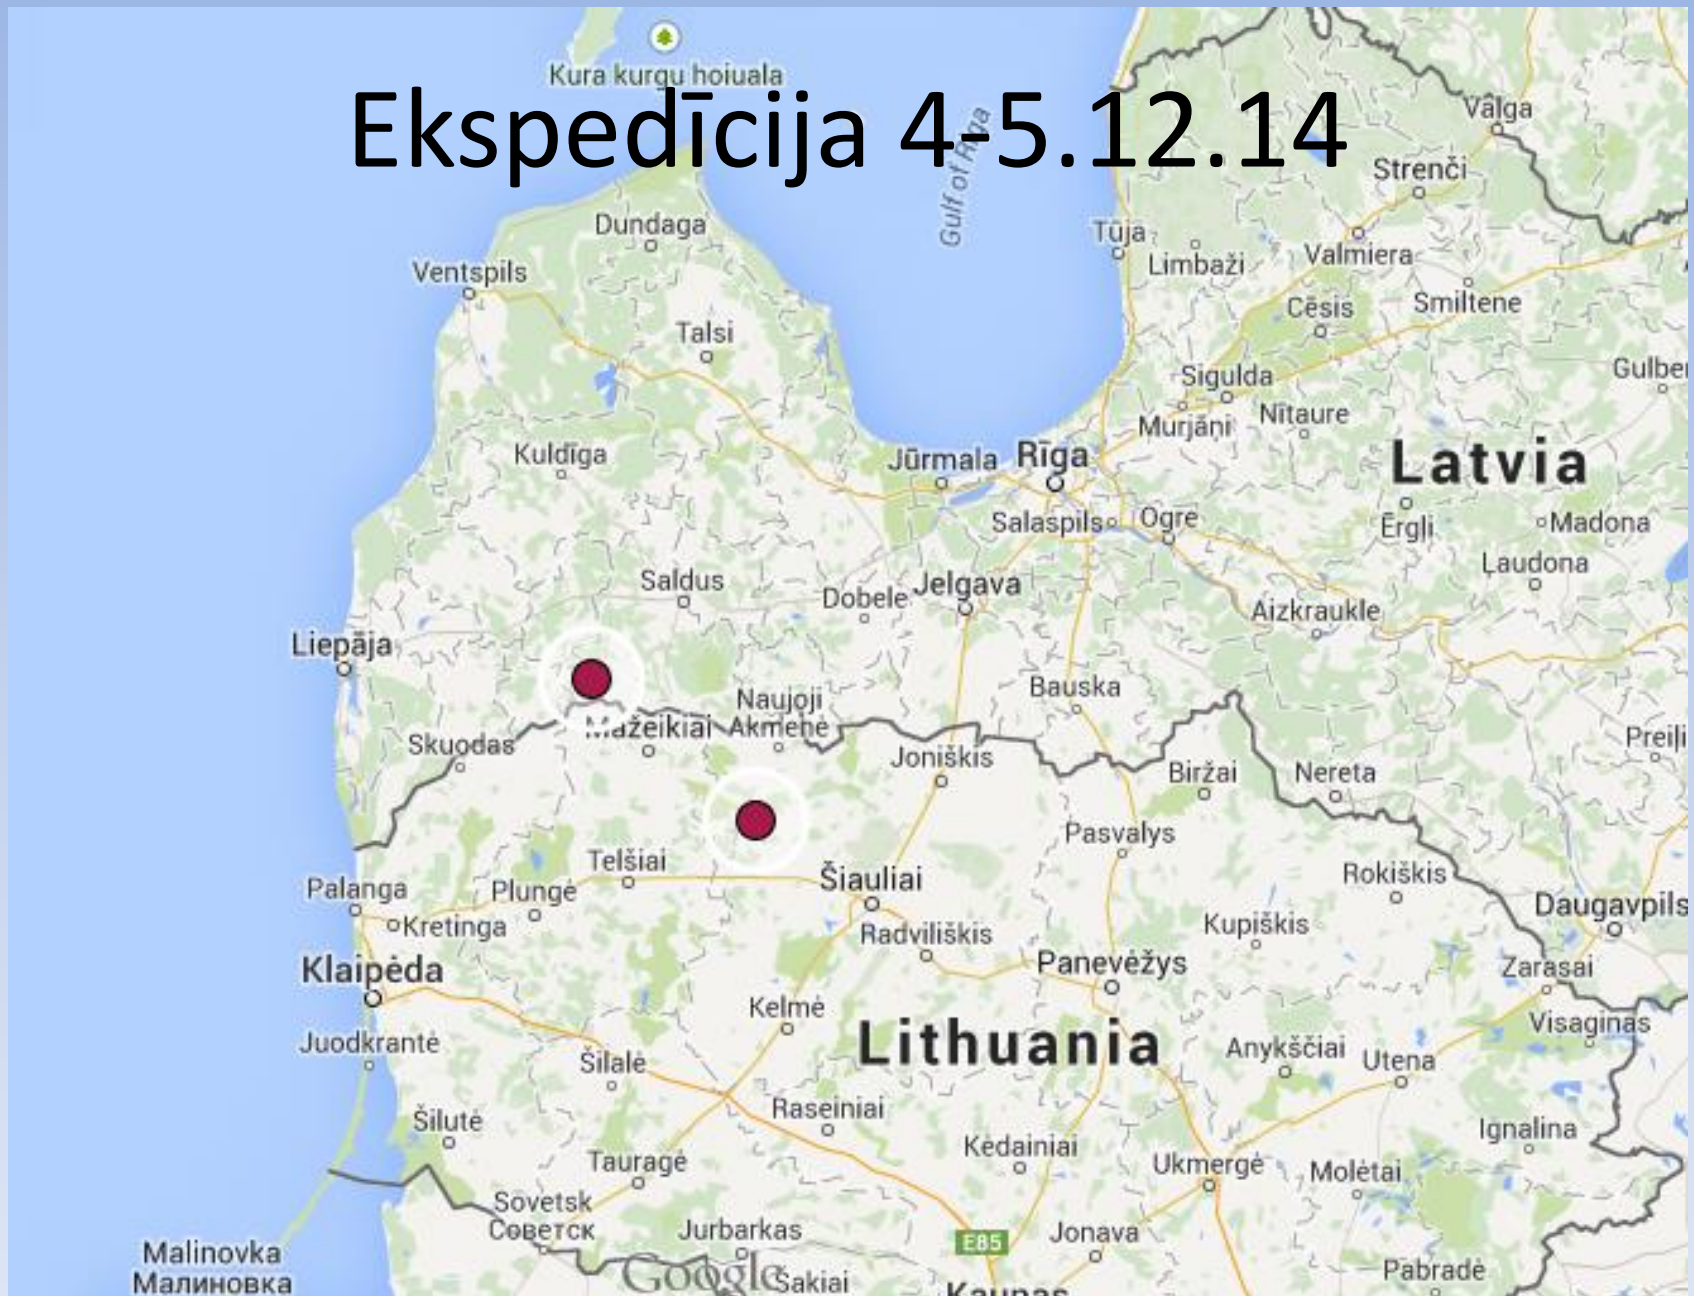 Kura kurgu hoiuala
Ekspedīcija 4-5.12.14
Gulf of Riga
Valga
Strenči
Dundaga
Tūja
Limbaži
Valmiera
Ventspils
Cēsis
Smiltene
Talsi
Sigulda
Gulbe
Murjāņi
Nītaure
Kuldīga
Jūrmala
Rīga
Latvia
Salaspils
Ogre
Ērgļi
Madona
Ļaudona
Saldus
Dobele
Jelgava
Aizkraukle
Liepāja
Bauska
Naujoji
Akmenė
Mažeikiai
Skuodas
Joniškis
Biržai
Nereta
Preiļi
Pasvalys
Telšiai
Šiauliai
Rokiškis
Palanga
Plungė
Kretinga
Radviliškis
Kupiškis
Daugavpils
Klaipėda
Panevėžys
Zarasai
Kelmė
Visaginas
Juodkrantė
Lithuania
Šilalė
Anykščiai
Utena
Raseiniai
Šilutė
Kėdainiai
Ignalina
Tauragė
Ukmergė
Molėtai
Sovetsk
Советск
Jurbarkas
E85
Jonava
Malinovka
Малиновка
Google
Šakiai
Kaunas
Pabradė